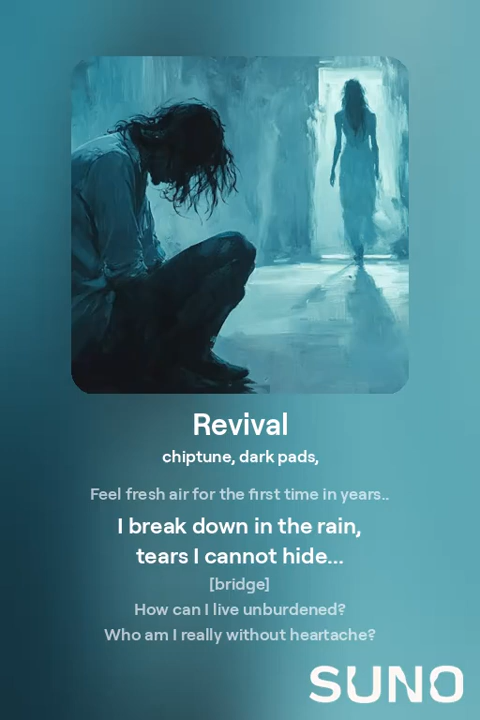 Revival
chiptune, dark pads,
Feel fresh air for the first time in years..
I break down in the rain,
tears I cannot hide...
[bridge]
How can I live unburdened?
Who am I really without heartache?
SUNO